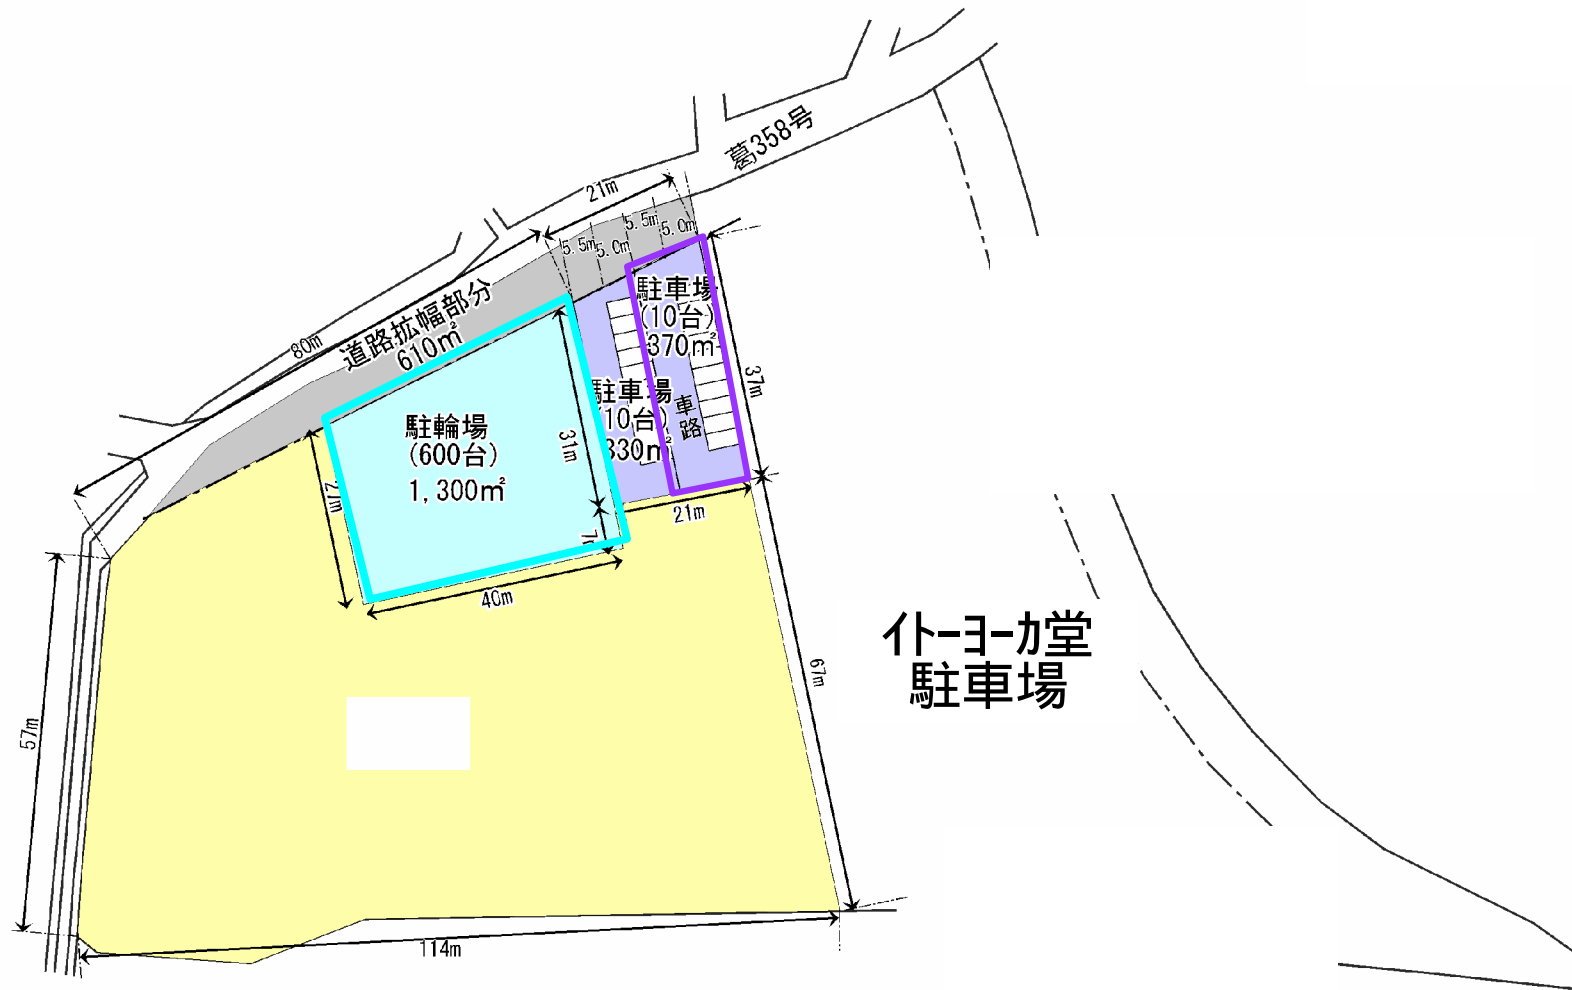 葛358号
21m
5.5m
5.0m
5.5m
5.0m
80m
道路拡幅部分
610㎡
駐車場
(10台)
370㎡
駐車場
(10台)
330㎡
車路
37m
駐輪場
(600台)
1,300㎡
31m
27m
21m
40m
67m
57m
114m
イトーヨーカ堂
駐車場